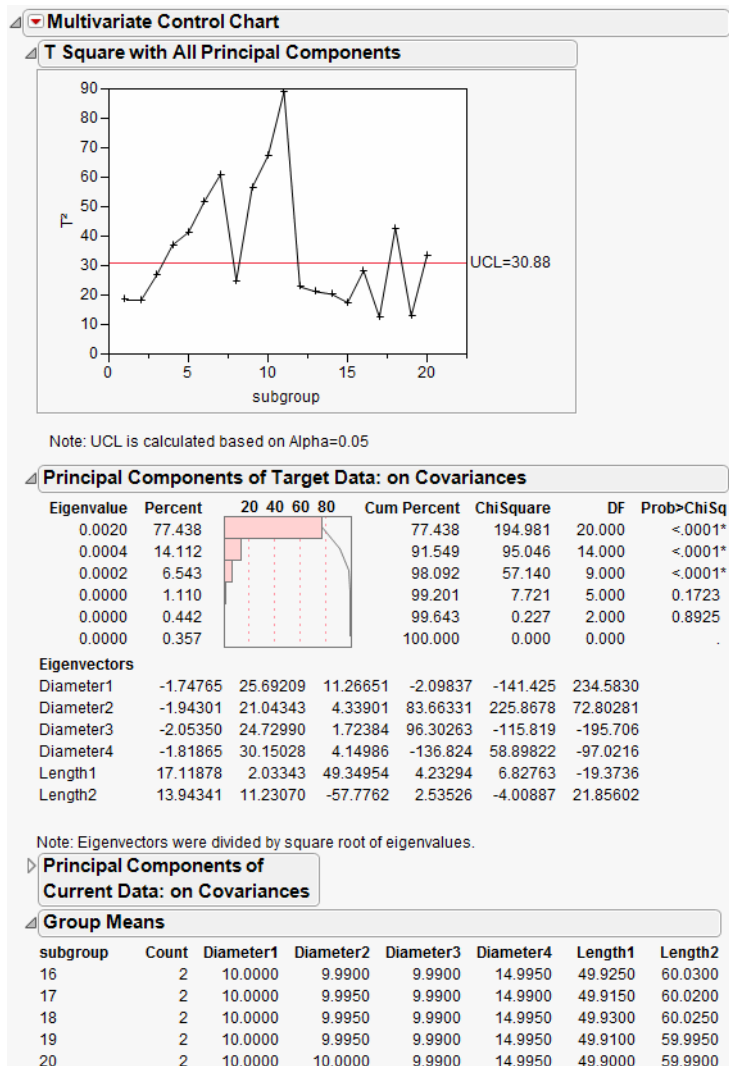 Multivariate Control Chart
T Square with All Principal Components
90
80
70
60
50
40
30
20
10
0
T²
UCL=30.88
0 5 10 15 20
subgroup
Note: UCL is calculated based on Alpha=0.05
Principal Components of Target Data: on Covariances
Eigenvalue Percent 20 40 60 80 Cum Percent ChiSquare DF Prob>ChiSq
0.0020 77.438 77.438 194.981 20.000 <.0001*
0.0004 14.112 91.549 95.046 14.000 <.0001*
0.0002 6.543 98.092 57.140 9.000 <.0001*
0.0000 1.110 99.201 7.721 5.000 0.1723
0.0000 0.442 99.643 0.227 2.000 0.8925
0.0000 0.357 100.000 0.000 0.000 .
Eigenvectors
Diameter1 -1.74765 25.69209 11.26651 -2.09837 -141.425 234.5830
Diameter2 -1.94301 21.04343 4.33901 83.66331 225.8678 72.80281
Diameter3 -2.05350 24.72990 1.72384 96.30263 -115.819 -195.706
Diameter4 -1.81865 30.15028 4.14986 -136.824 58.89822 -97.0216
Length1 17.11878 2.03343 49.34954 4.23294 6.82763 -19.3736
Length2 13.94341 11.23070 -57.7762 2.53526 -4.00887 21.85602
Note: Eigenvectors were divided by square root of eigenvalues.
Principal Components of
Current Data: on Covariances
Group Means
subgroup Count Diameter1 Diameter2 Diameter3 Diameter4 Length1 Length2
16 2 10.0000 9.9900 9.9900 14.9950 49.9250 60.0300
17 2 10.0000 9.9950 9.9900 14.9900 49.9150 60.0200
18 2 10.0000 9.9950 9.9900 14.9950 49.9300 60.0250
19 2 10.0000 9.9950 9.9900 14.9950 49.9100 59.9950
20 2 10.0000 10.0000 9.9900 14.9950 49.9000 59.9900